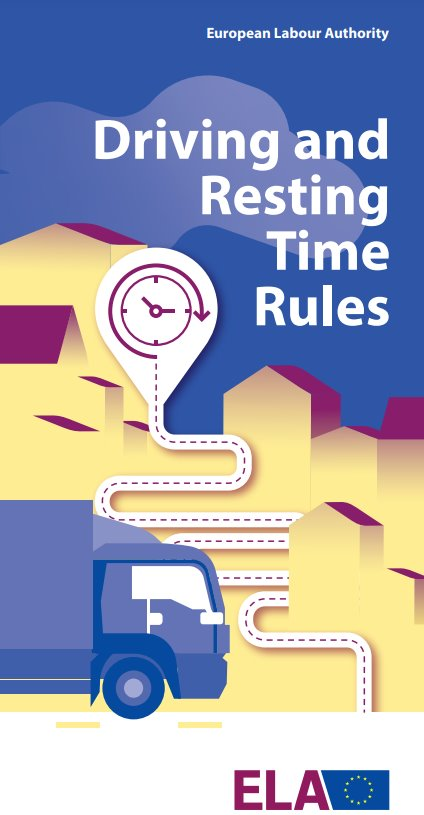 European Labour Authority
Driving and
Resting
Time
Rules
ELA